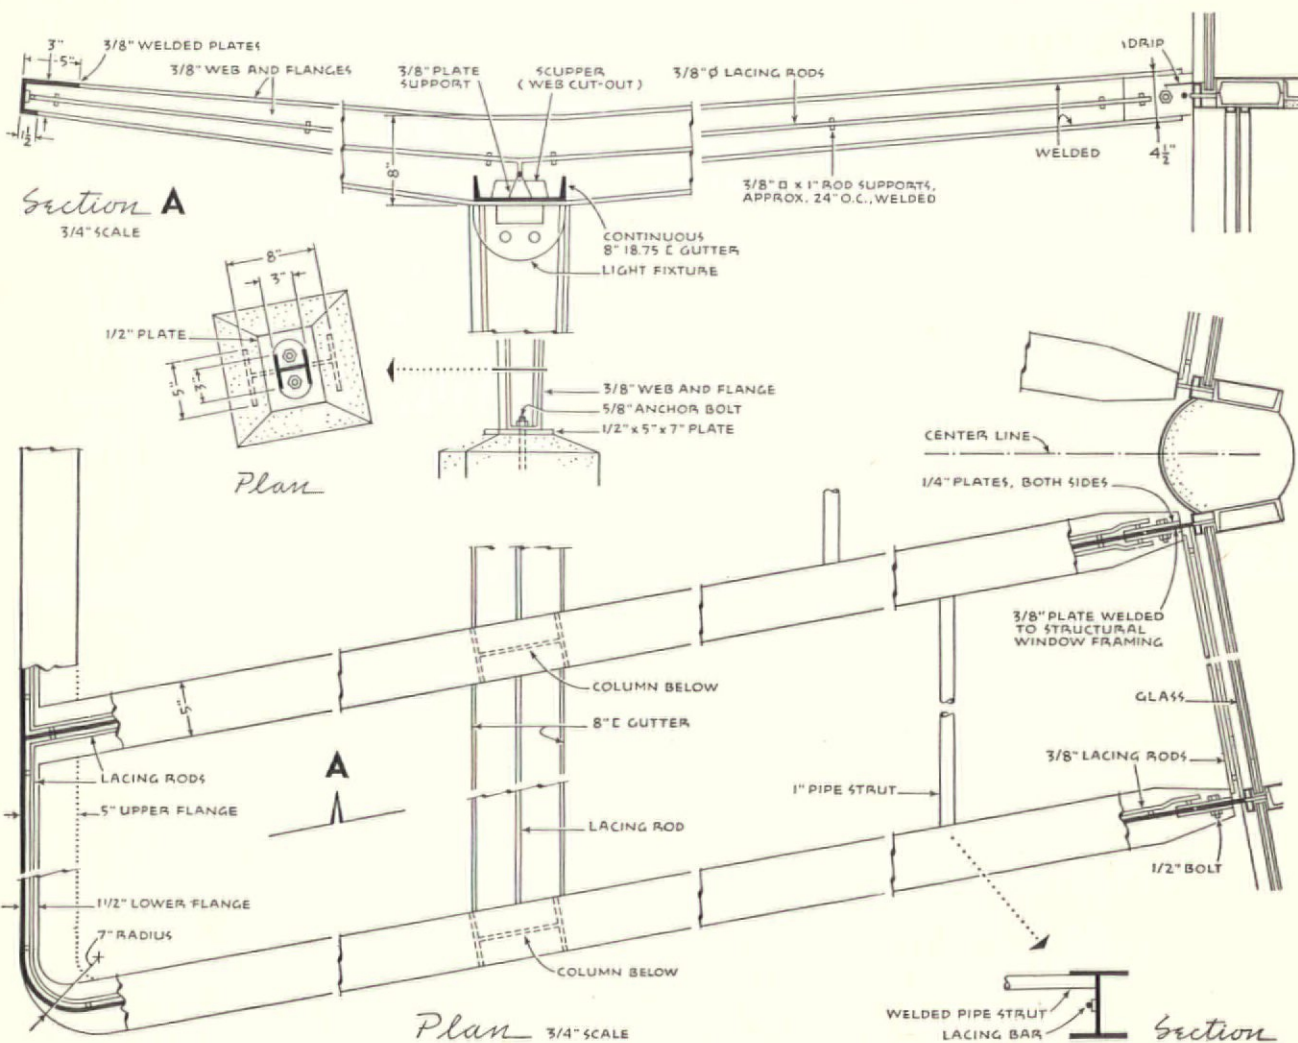 3"
5"
3/8" WELDED PLATES
3/8" WEB AND FLANGES
3/8" PLATE
SUPPORT
SCUPPER
(WEB CUT-OUT)
3/8" Ø LACING RODS
DRIP
1 1/2"
8"
WELDED
4 1/2"
3/8" □ x 1" ROD SUPPORTS,
APPROX. 24" O.C., WELDED
Section A
3/4" SCALE
CONTINUOUS
8" 18.75 [ GUTTER
LIGHT FIXTURE
8"
3"
1/2" PLATE
5"
3"
3/8" WEB AND FLANGE
5/8" ANCHOR BOLT
1/2" x 5" x 7" PLATE
Plan
CENTER LINE
1/4" PLATES, BOTH SIDES
3/8" PLATE WELDED
TO STRUCTURAL
WINDOW FRAMING
COLUMN BELOW
5"
8" [ GUTTER
GLASS
LACING RODS
A
3/8" LACING RODS
5" UPPER FLANGE
1" PIPE STRUT
LACING ROD
1/2" BOLT
1 1/2" LOWER FLANGE
7" RADIUS
COLUMN BELOW
WELDED PIPE STRUT
LACING BAR
Plan 3/4" SCALE
Section